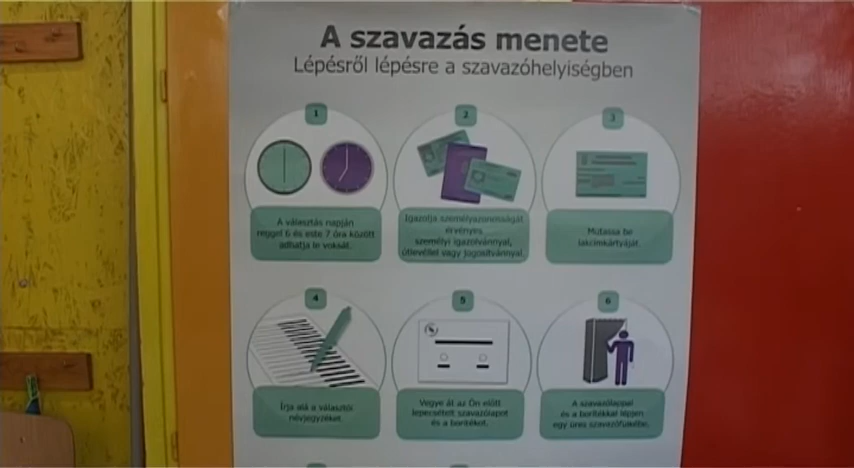 A szavazás menete
Lépésről lépésre a szavazóhelyiségben
1
A választás napján
reggel 6 és este 7 óra között
adhatja le voksát.
2
Igazolja személyazonosságát
érvényes
személyi igazolvánnyal,
útlevéllel vagy jogosítvánnyal.
3
Mutassa be
lakcímkártyáját.
4
Írja alá a választói
névjegyzéket.
5
Vegye át az Ön előtt
lepecsételt szavazólapot
és a borítékot.
6
A szavazólappal
és a borítékkal lépjen
egy üres szavazófülkébe.